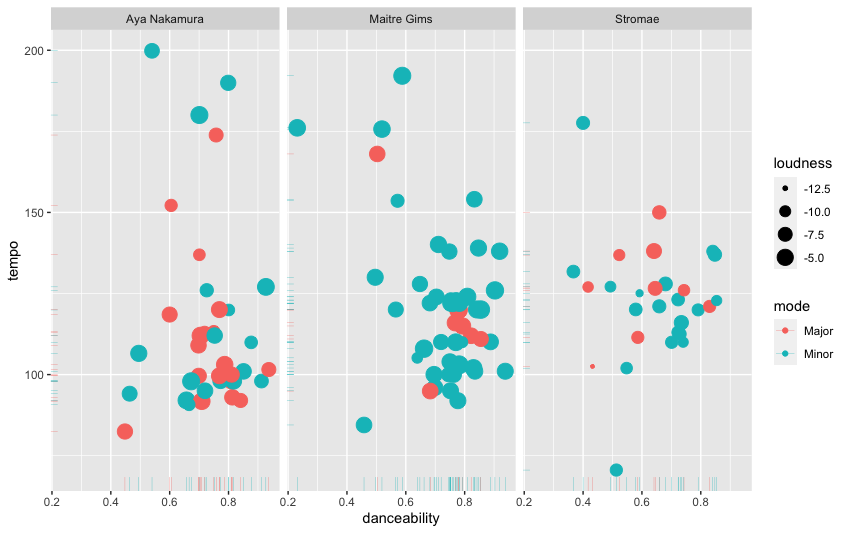 Aya Nakamura
Maitre Gims
Stromae
200
150
100
tempo
0.2 0.4 0.6 0.8
0.2 0.4 0.6 0.8
0.2 0.4 0.6 0.8
danceability
loudness
-12.5
-10.0
-7.5
-5.0
mode
Major
Minor